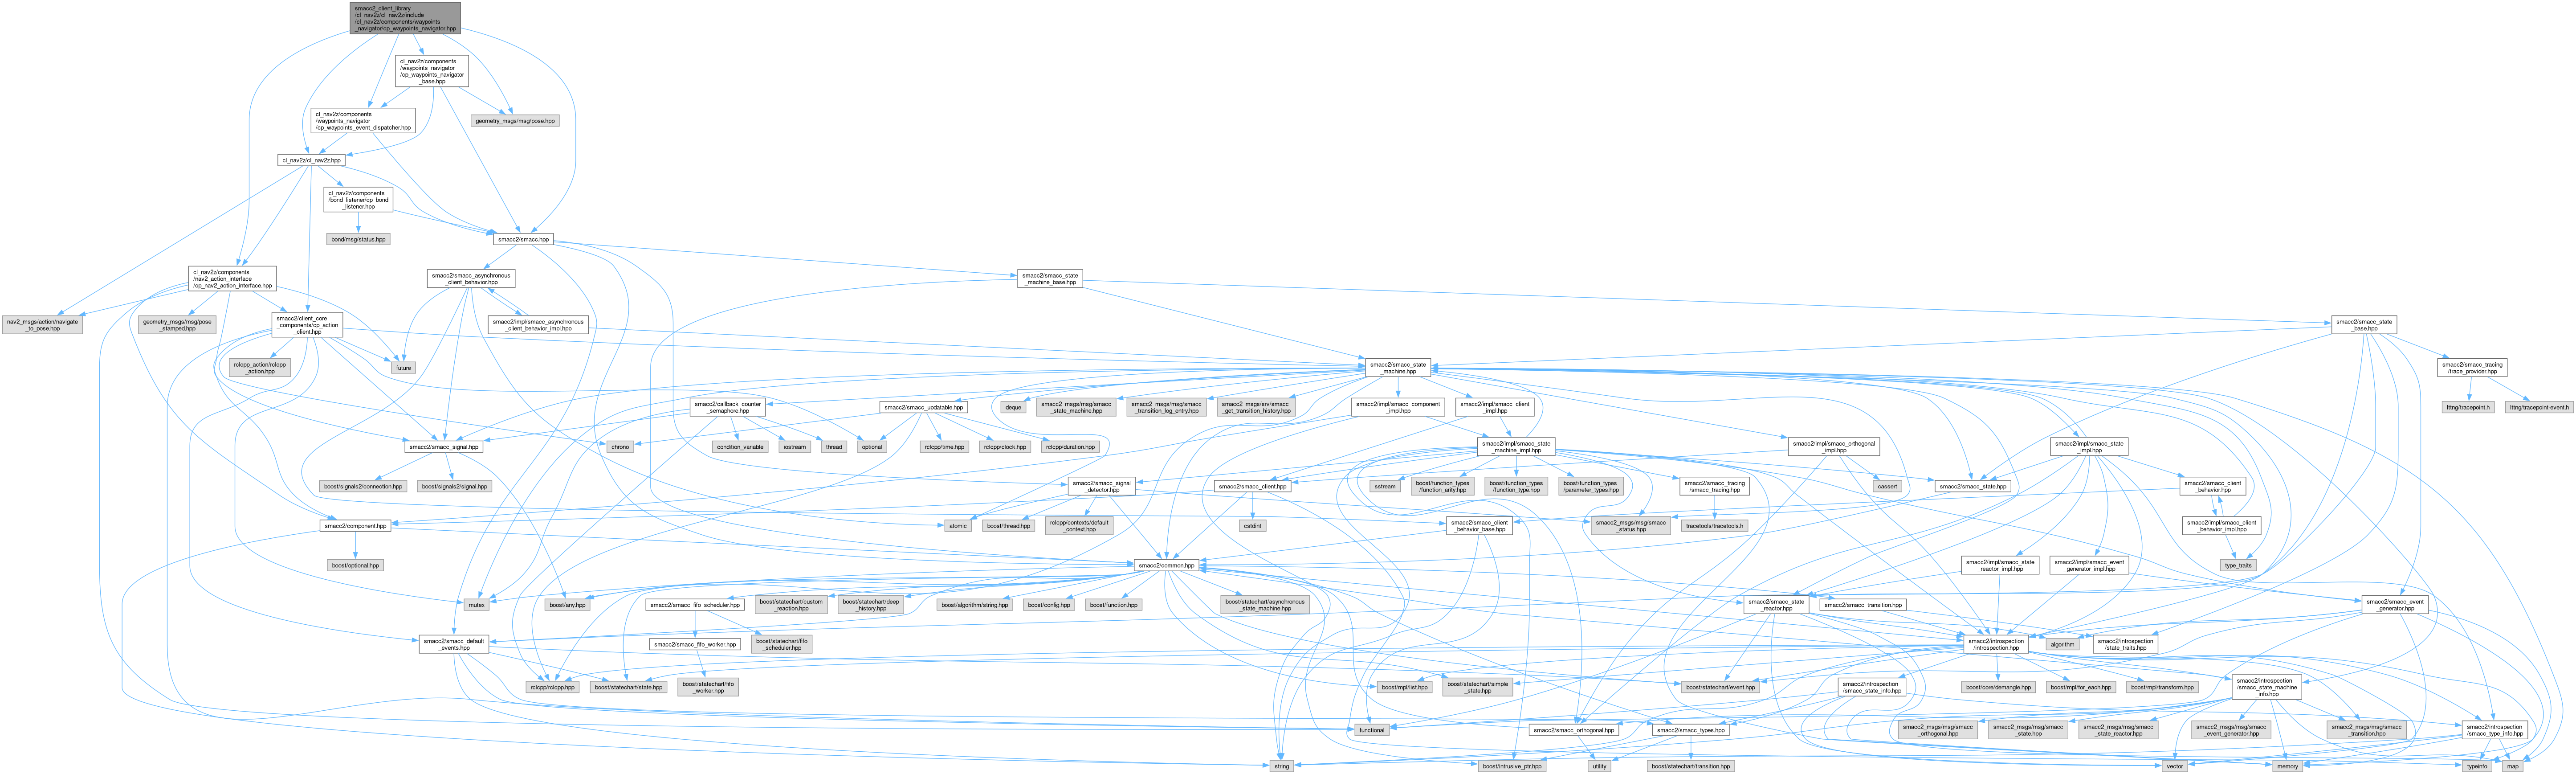 smacc2_client_library
/cl_nav2z/cl_nav2z/include
/cl_nav2z/components/waypoints
_navigator/cp_waypoints_navigator.hpp
cl_nav2z/components
/waypoints_navigator
/cp_waypoints_navigator
_base.hpp
cl_nav2z/components
/waypoints_navigator
/cp_waypoints_event_dispatcher.hpp
geometry_msgs/msg/pose.hpp
cl_nav2z/cl_nav2z.hpp
cl_nav2z/components
/bond_listener/cp_bond
_listener.hpp
bond/msg/status.hpp
smacc2/smacc.hpp
cl_nav2z/components
/nav2_action_interface
/cp_nav2_action_interface.hpp
smacc2/smacc_asynchronous
_client_behavior.hpp
smacc2/smacc_state
_machine_base.hpp
nav2_msgs/action/navigate
_to_pose.hpp
geometry_msgs/msg/pose
_stamped.hpp
smacc2/client_core
_components/cp_action
_client.hpp
smacc2/impl/smacc_asynchronous
_client_behavior_impl.hpp
smacc2/smacc_state
_base.hpp
rclcpp_action/rclcpp
_action.hpp
future
smacc2/smacc_state
_machine.hpp
smacc2/smacc_tracing
/trace_provider.hpp
smacc2/callback_counter
_semaphore.hpp
smacc2/smacc_updatable.hpp
deque
smacc2_msgs/msg/smacc
_state_machine.hpp
smacc2_msgs/msg/smacc
_transition_log_entry.hpp
smacc2_msgs/srv/smacc
_get_transition_history.hpp
smacc2/impl/smacc_component
_impl.hpp
smacc2/impl/smacc_client
_impl.hpp
lttng/tracepoint.h
lttng/tracepoint-event.h
smacc2/smacc_signal.hpp
chrono
condition_variable
iostream
thread
optional
rclcpp/time.hpp
rclcpp/clock.hpp
rclcpp/duration.hpp
smacc2/impl/smacc_state
_machine_impl.hpp
smacc2/impl/smacc_orthogonal
_impl.hpp
smacc2/impl/smacc_state
_impl.hpp
boost/signals2/connection.hpp
boost/signals2/signal.hpp
smacc2/smacc_signal
_detector.hpp
smacc2/smacc_client.hpp
sstream
boost/function_types
/function_arity.hpp
boost/function_types
/function_type.hpp
boost/function_types
/parameter_types.hpp
smacc2/smacc_tracing
/smacc_tracing.hpp
cassert
smacc2/smacc_state.hpp
smacc2/smacc_client
_behavior.hpp
smacc2/component.hpp
atomic
boost/thread.hpp
rclcpp/contexts/default
_context.hpp
cstdint
smacc2/smacc_client
_behavior_base.hpp
smacc2_msgs/msg/smacc
_status.hpp
tracetools/tracetools.h
smacc2/impl/smacc_client
_behavior_impl.hpp
boost/optional.hpp
smacc2/common.hpp
smacc2/impl/smacc_state
_reactor_impl.hpp
smacc2/impl/smacc_event
_generator_impl.hpp
type_traits
mutex
boost/any.hpp
smacc2/smacc_fifo_scheduler.hpp
boost/statechart/custom
_reaction.hpp
boost/statechart/deep
_history.hpp
boost/algorithm/string.hpp
boost/config.hpp
boost/function.hpp
boost/statechart/asynchronous
_state_machine.hpp
smacc2/smacc_state
_reactor.hpp
smacc2/smacc_transition.hpp
smacc2/smacc_event
_generator.hpp
smacc2/smacc_default
_events.hpp
smacc2/smacc_fifo_worker.hpp
boost/statechart/fifo
_scheduler.hpp
smacc2/introspection
/introspection.hpp
algorithm
smacc2/introspection
/state_traits.hpp
rclcpp/rclcpp.hpp
boost/statechart/state.hpp
boost/statechart/fifo
_worker.hpp
boost/mpl/list.hpp
boost/statechart/simple
_state.hpp
boost/statechart/event.hpp
smacc2/introspection
/smacc_state_info.hpp
boost/core/demangle.hpp
boost/mpl/for_each.hpp
boost/mpl/transform.hpp
smacc2/introspection
/smacc_state_machine
_info.hpp
functional
smacc2/smacc_orthogonal.hpp
smacc2/smacc_types.hpp
smacc2_msgs/msg/smacc
_orthogonal.hpp
smacc2_msgs/msg/smacc
_state.hpp
smacc2_msgs/msg/smacc
_state_reactor.hpp
smacc2_msgs/msg/smacc
_event_generator.hpp
smacc2_msgs/msg/smacc
_transition.hpp
smacc2/introspection
/smacc_type_info.hpp
string
boost/intrusive_ptr.hpp
utility
boost/statechart/transition.hpp
vector
memory
typeinfo
map